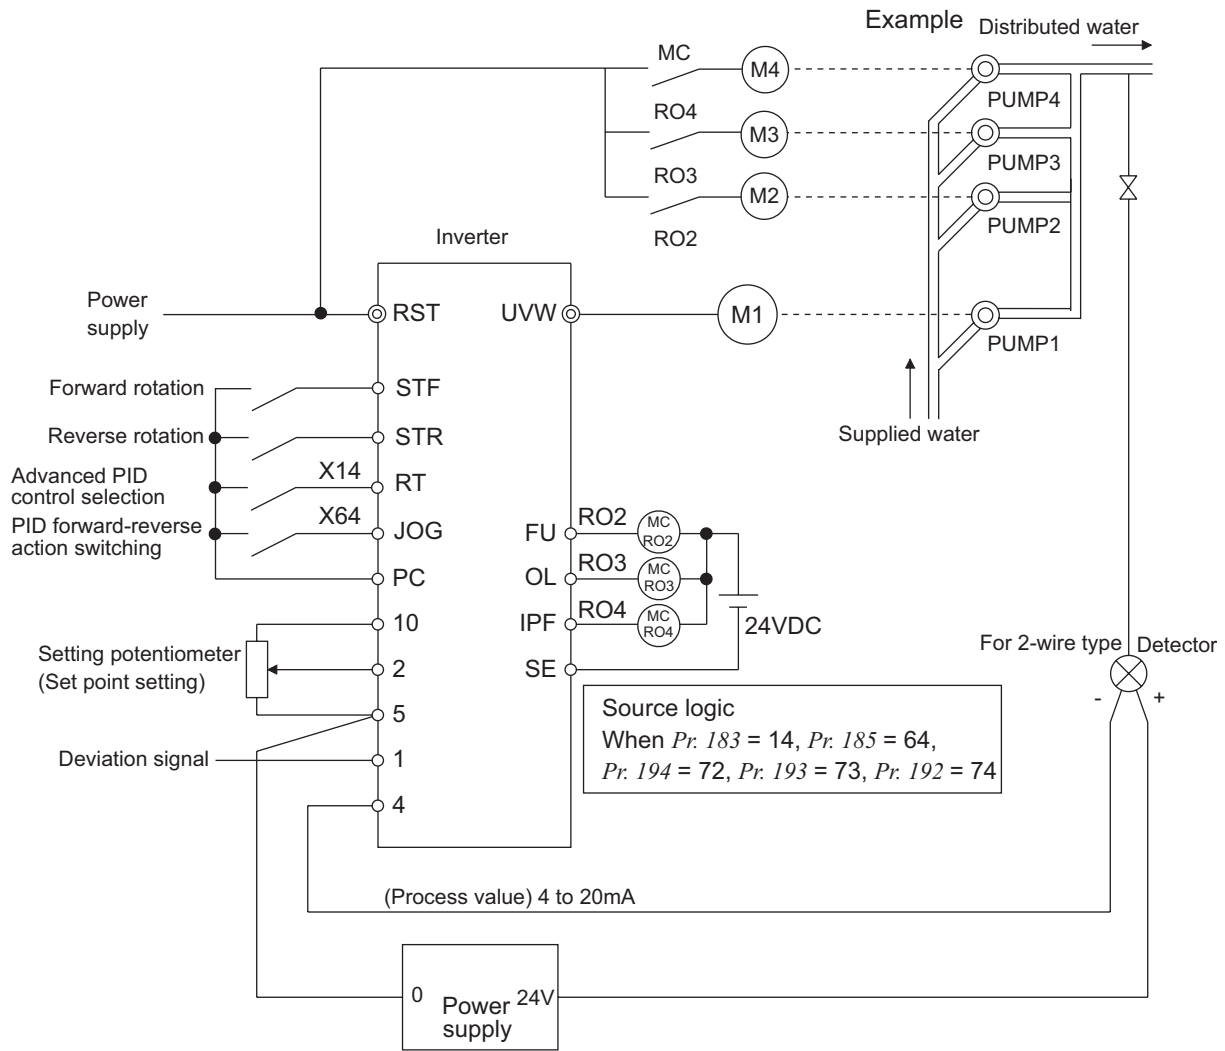 Example
Distributed water
MC
M4
RO4
PUMP4
M3
RO3
PUMP3
M2
RO2
PUMP2
Inverter
Power
supply
RST
UVW
M1
PUMP1
Supplied water
Forward rotation
STF
Reverse rotation
STR
Advanced PID
control selection
X14
RT
PID forward-reverse
action switching
X64
JOG
PC
FU
RO2
MC
RO2
OL
RO3
MC
RO3
IPF
RO4
MC
RO4
SE
24VDC
10
Setting potentiometer
(Set point setting)
2
5
Deviation signal
1
4
For 2-wire type
Detector
-
+
Source logic
When Pr. 183 = 14, Pr. 185 = 64,
Pr. 194 = 72, Pr. 193 = 73, Pr. 192 = 74
(Process value) 4 to 20mA
0
Power
supply
24V